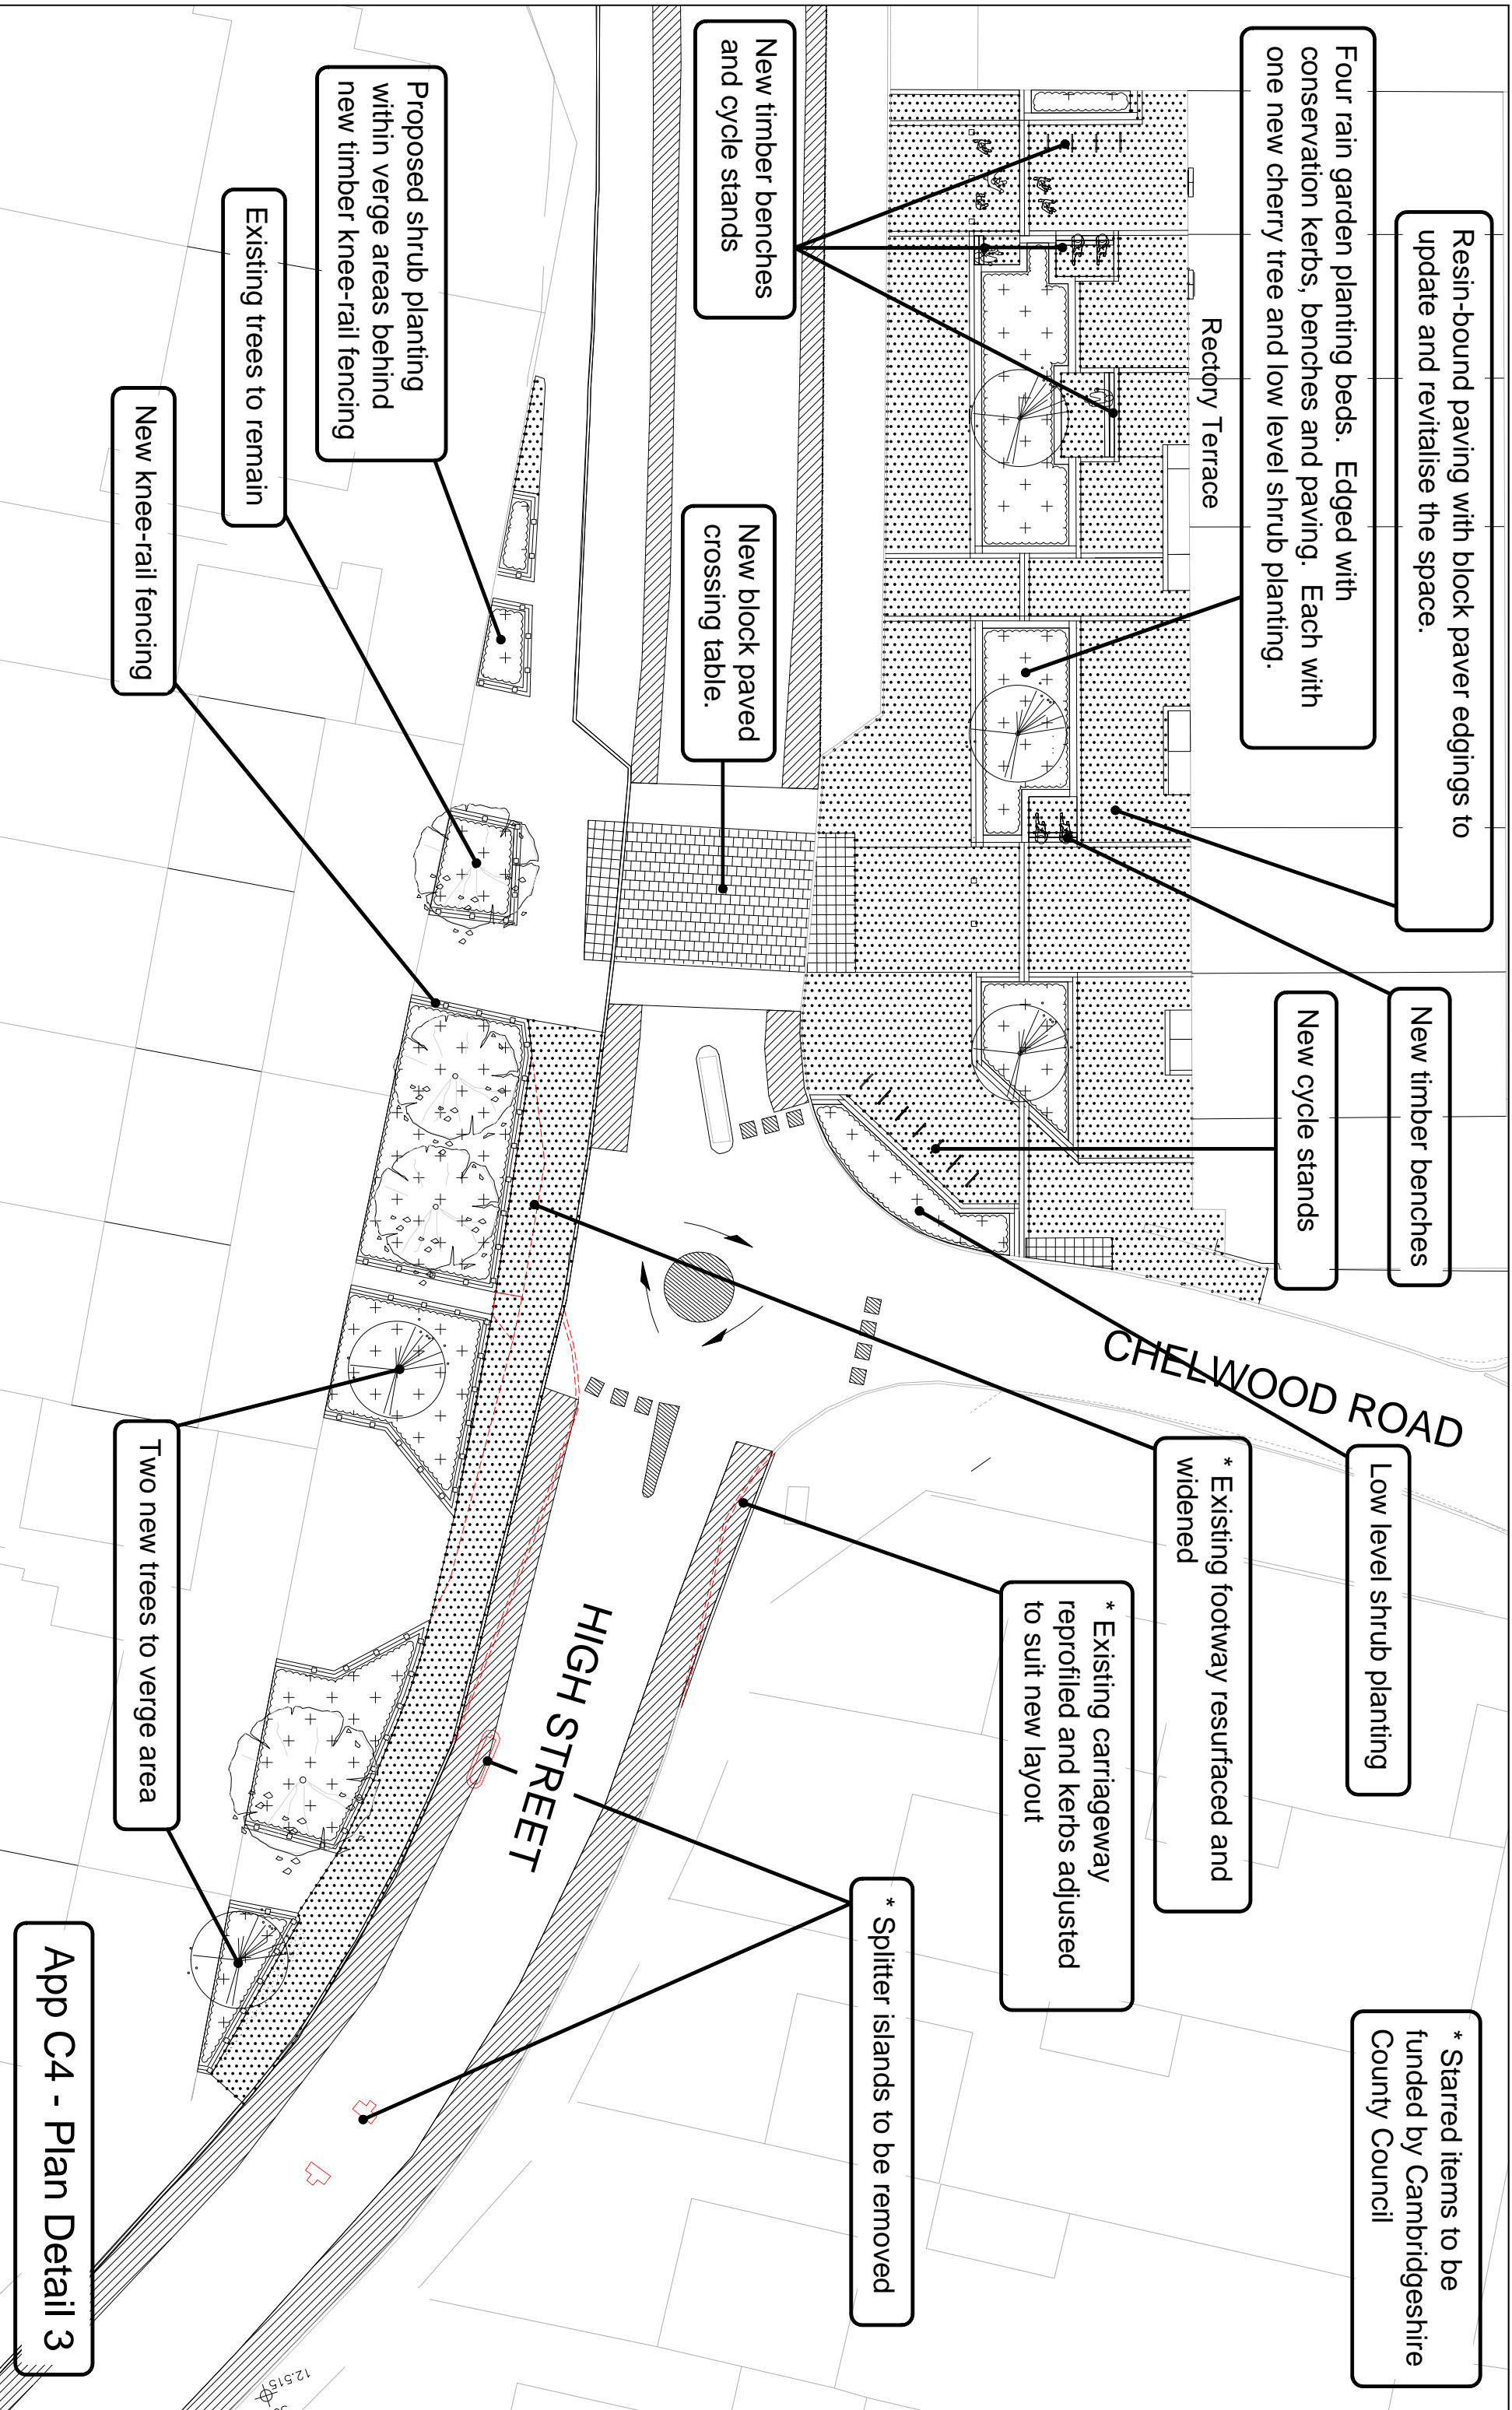 Resin-bound paving with block paver edgings to
update and revitalise the space.
Four rain garden planting beds. Edged with
conservation kerbs, benches and paving. Each with
one new cherry tree and low level shrub planting.
Rectory Terrace
New timber benches
and cycle stands
New block paved
crossing table.
Proposed shrub planting
within verge areas behind
new timber knee-rail fencing
Existing trees to remain
New knee-rail fencing
New timber benches
New cycle stands
CHELWOOD ROAD
Low level shrub planting
* Existing footway resurfaced and
widened
* Existing carriageway
reprofiled and kerbs adjusted
to suit new layout
* Splitter islands to be removed
HIGH STREET
Two new trees to verge area
* Starred items to be
funded by Cambridgeshire
County Council
App C4 - Plan Detail 3
12.515